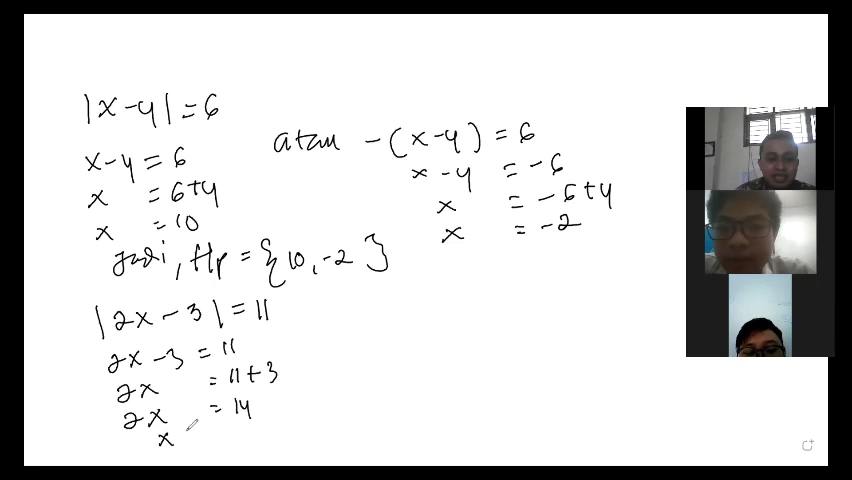 |x-4| = 6
x-4 = 6
x = 6+4
x = 10
atau -(x-4) = 6
x-4 = -6
x = -6+4
x = -2
Jadi, Hp = {10, -2}
|2x-3| = 11
2x-3 = 11
2x = 11+3
2x = 14
x